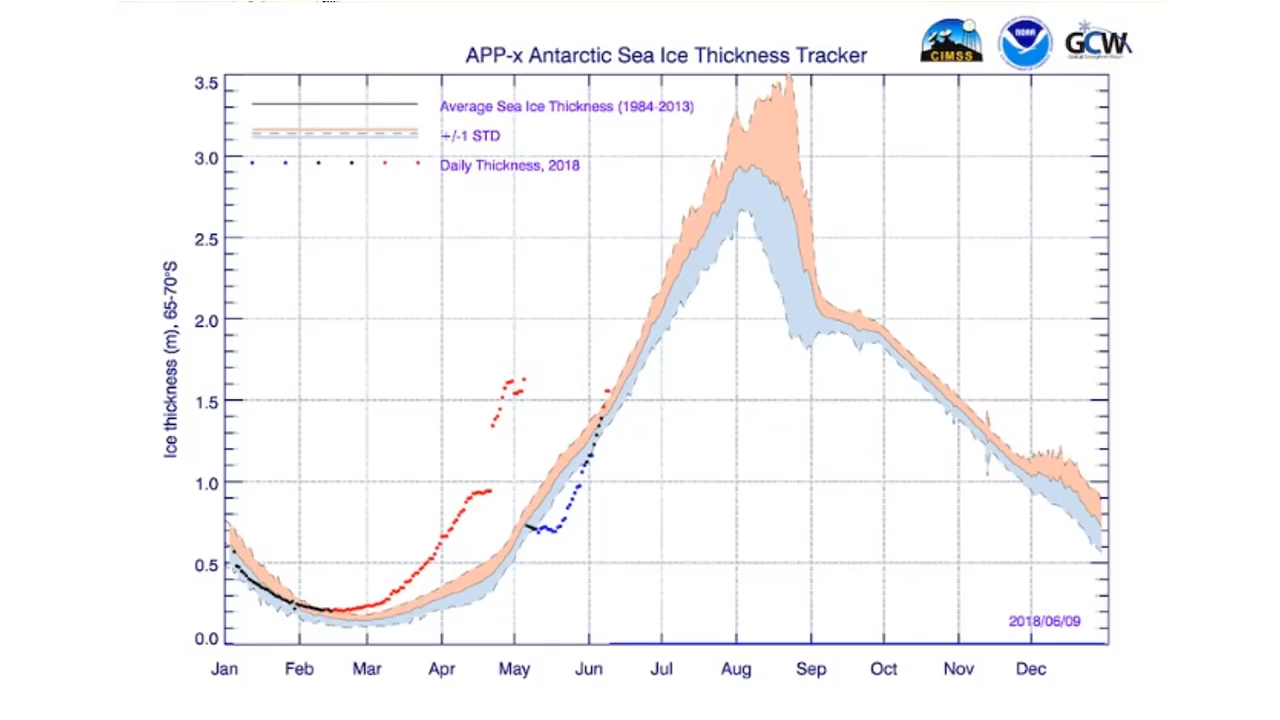 APP-x Antarctic Sea Ice Thickness Tracker
CIMSS
NOAA
GCW
3.5
3.0
2.5
2.0
1.5
1.0
0.5
0.0
Ice thickness (m), 65-70°S
Average Sea Ice Thickness (1984-2013)
+/-1 STD
Daily Thickness, 2018
2018/06/09
Jan Feb Mar Apr May Jun Jul Aug Sep Oct Nov Dec